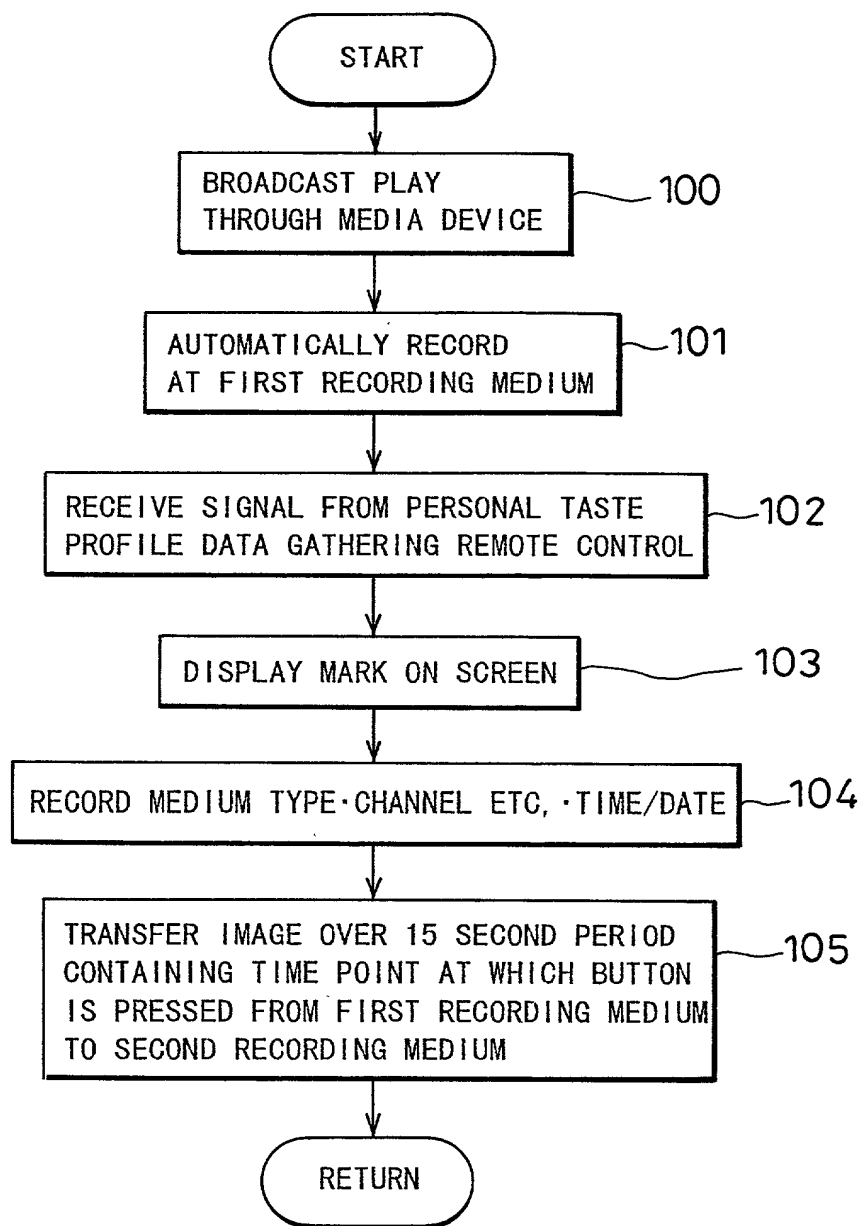 START
BROADCAST PLAY
THROUGH MEDIA DEVICE
100
AUTOMATICALLY RECORD
AT FIRST RECORDING MEDIUM
101
RECEIVE SIGNAL FROM PERSONAL TASTE
PROFILE DATA GATHERING REMOTE CONTROL
102
DISPLAY MARK ON SCREEN
103
RECORD MEDIUM TYPE·CHANNEL ETC, ·TIME/DATE
104
TRANSFER IMAGE OVER 15 SECOND PERIOD
CONTAINING TIME POINT AT WHICH BUTTON
IS PRESSED FROM FIRST RECORDING MEDIUM
TO SECOND RECORDING MEDIUM
105
RETURN